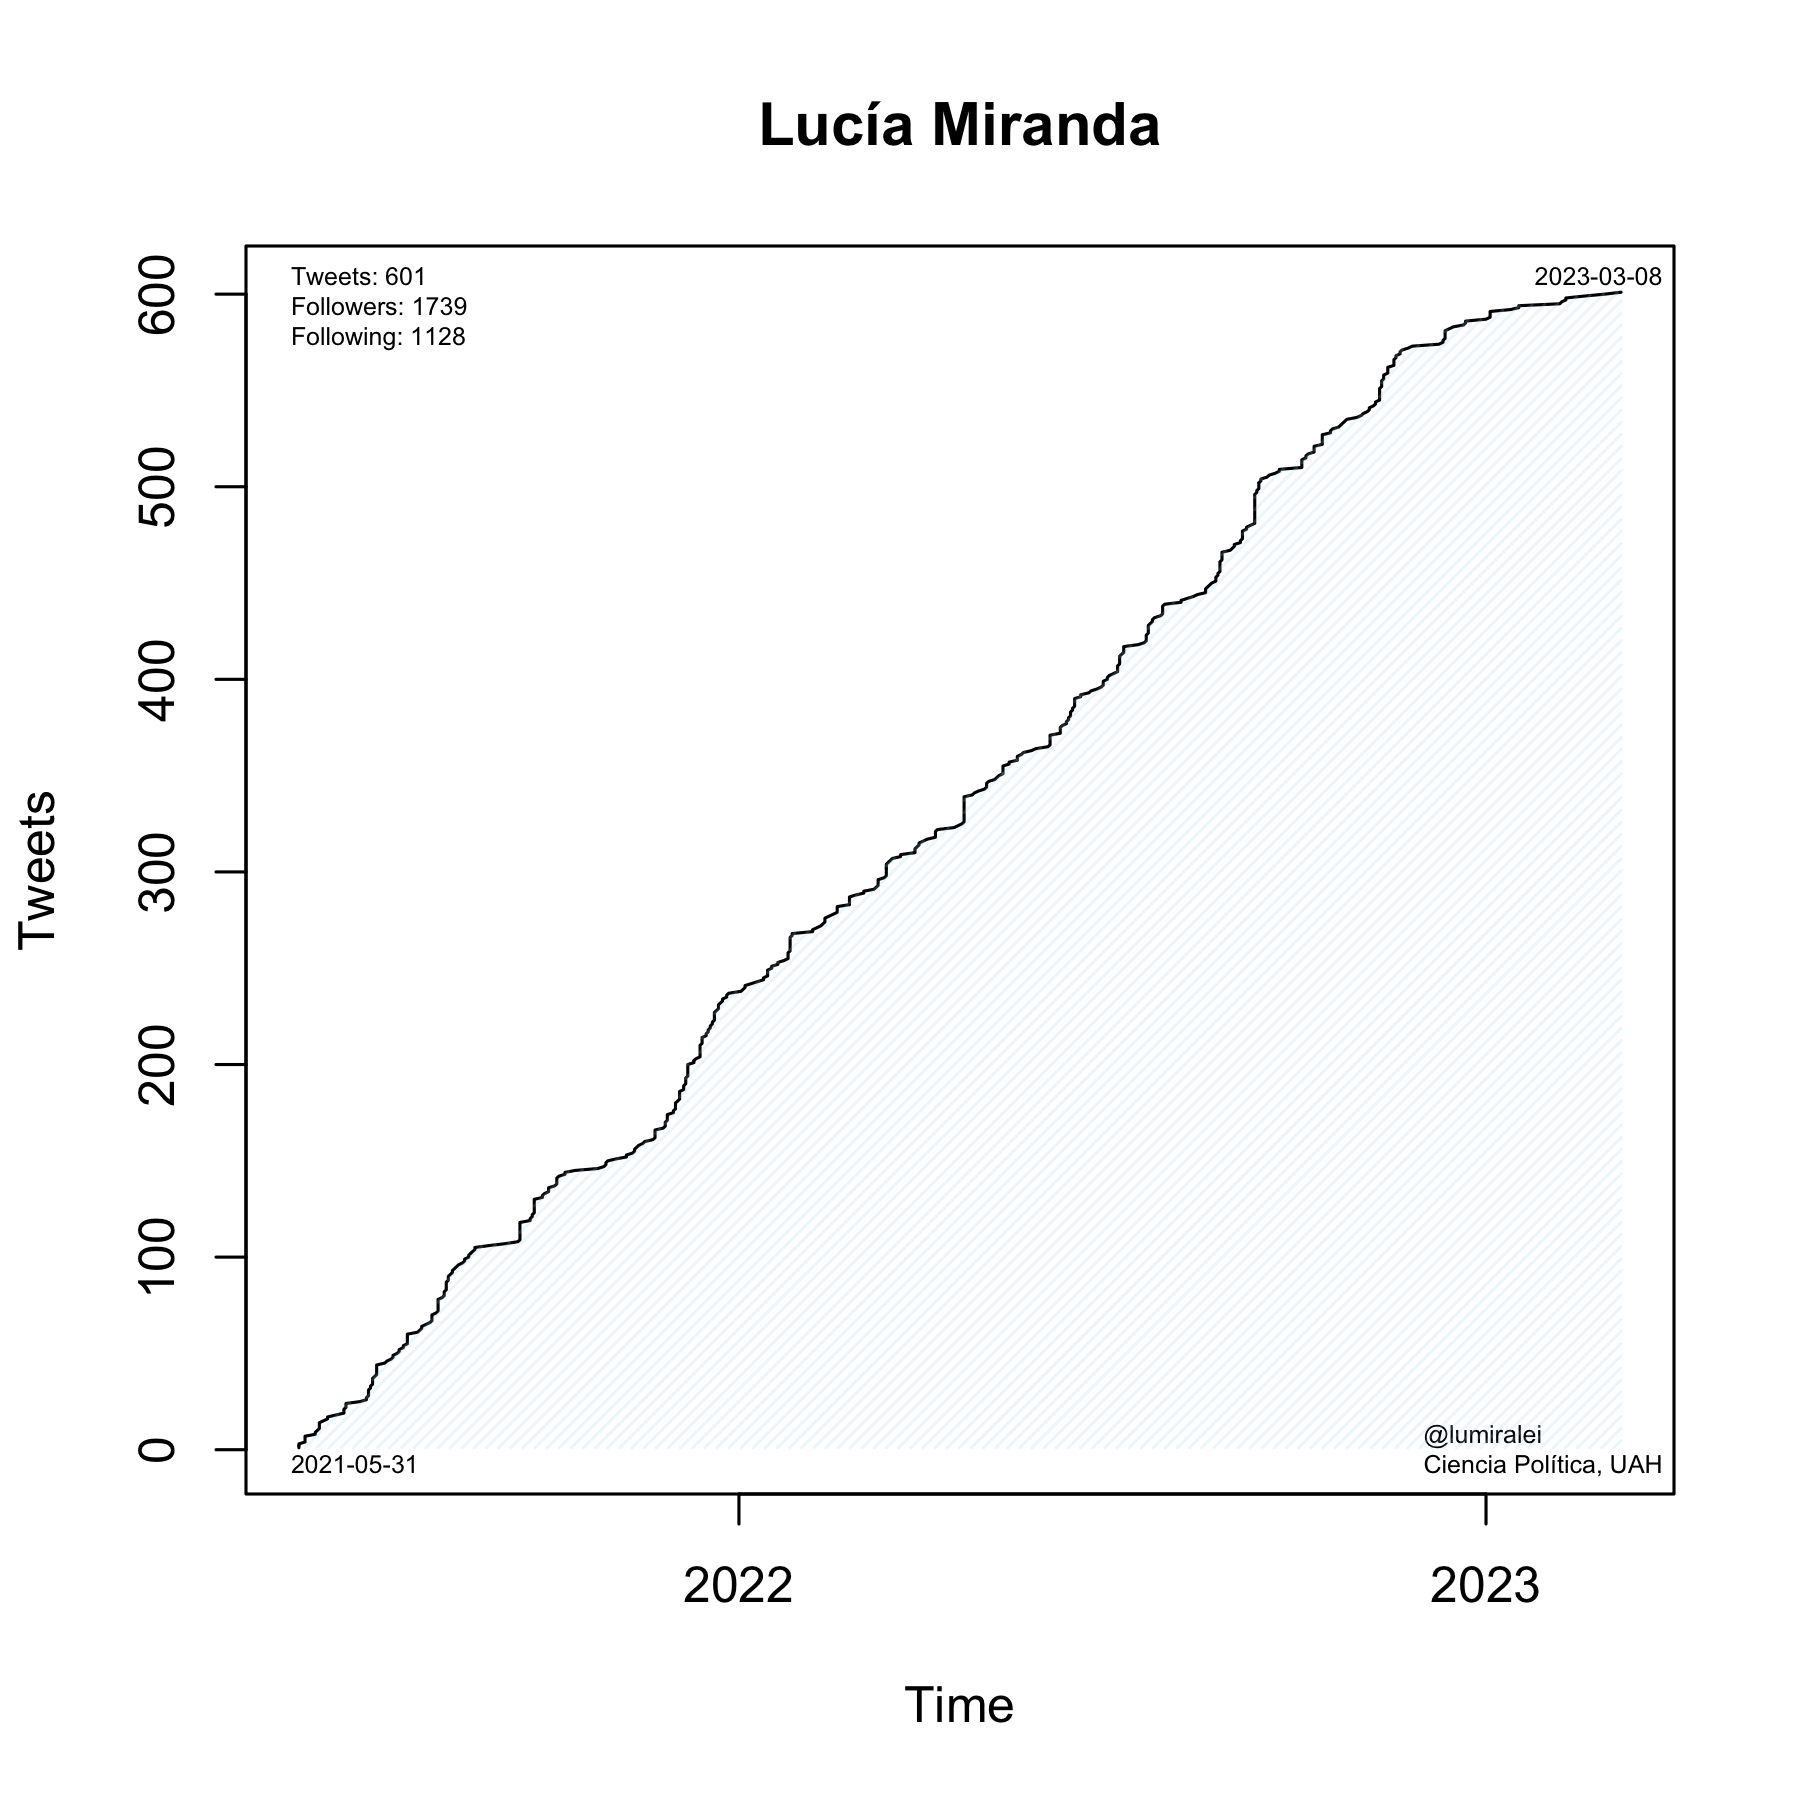 Lucía Miranda
Tweets: 601
Followers: 1739
Following: 1128
2023-03-08
600
500
400
300
200
100
0
Tweets
2021-05-31
@lumiralei
Ciencia Política, UAH
2022
2023
Time